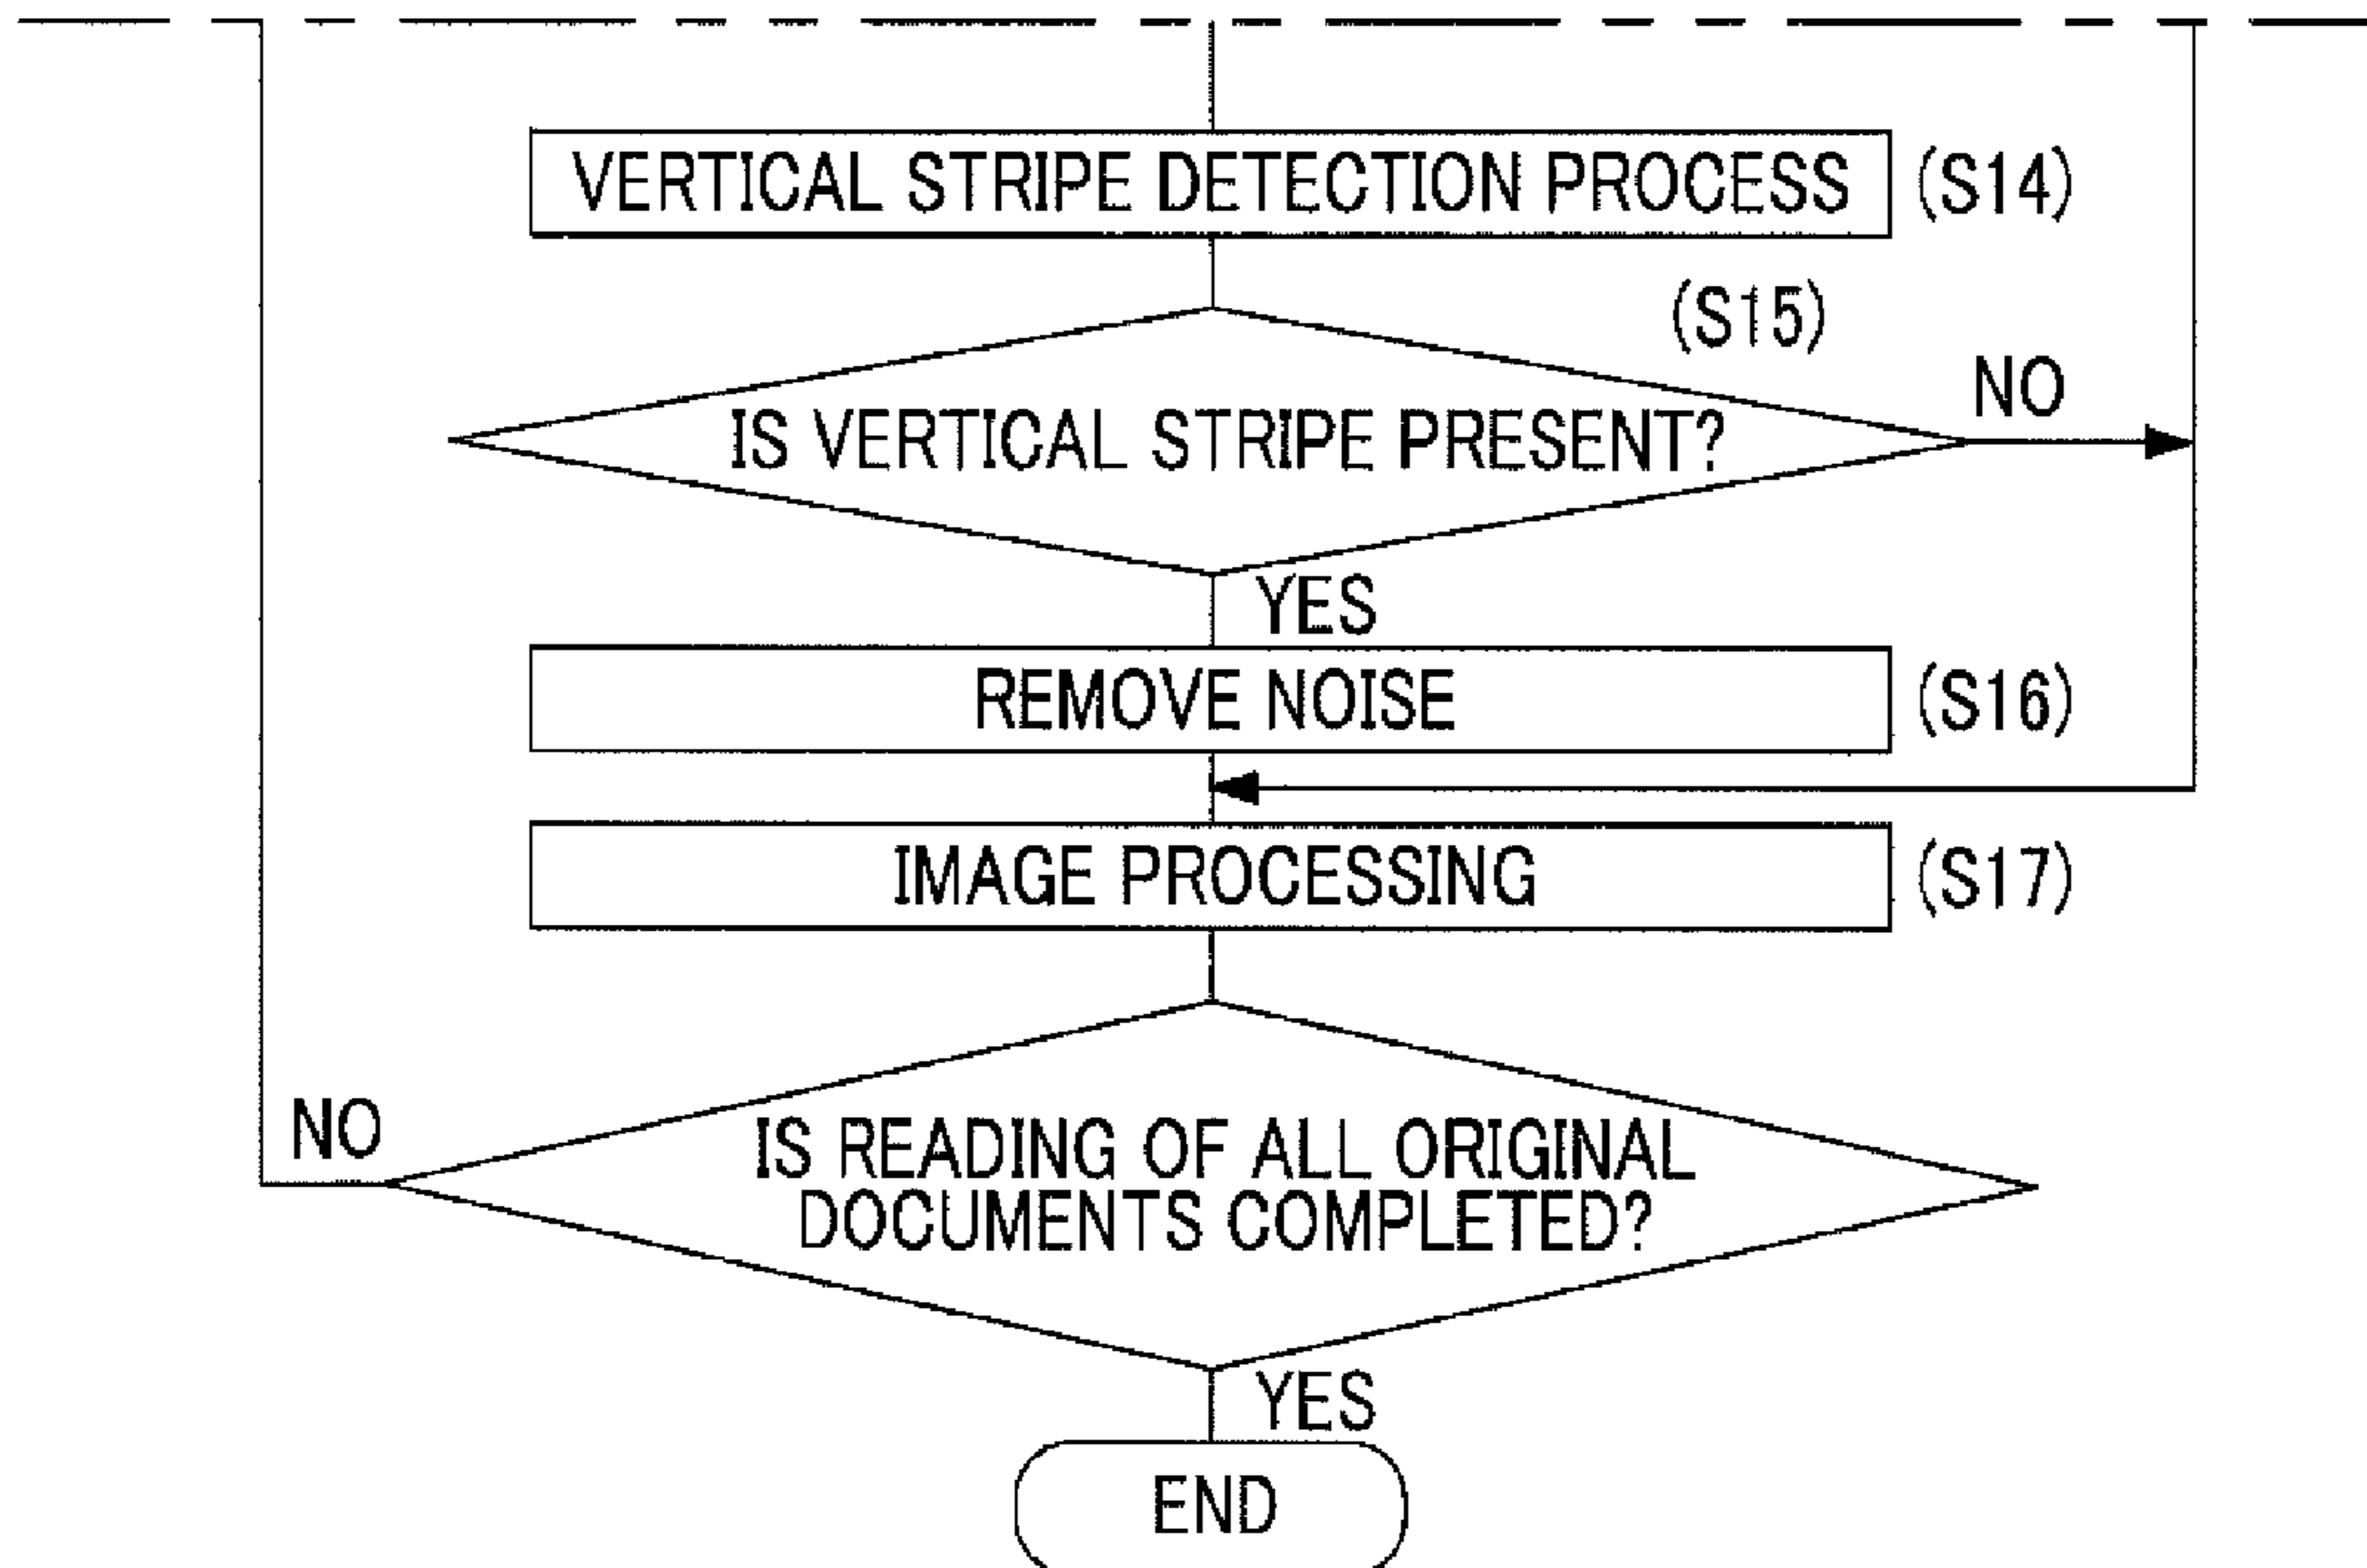 VERTICAL STRIPE DETECTION PROCESS (S14)
(S15)
NO
IS VERTICAL STRIPE PRESENT?
YES
REMOVE NOISE (S16)
IMAGE PROCESSING (S17)
NO
IS READING OF ALL ORIGINAL
DOCUMENTS COMPLETED?
YES
END